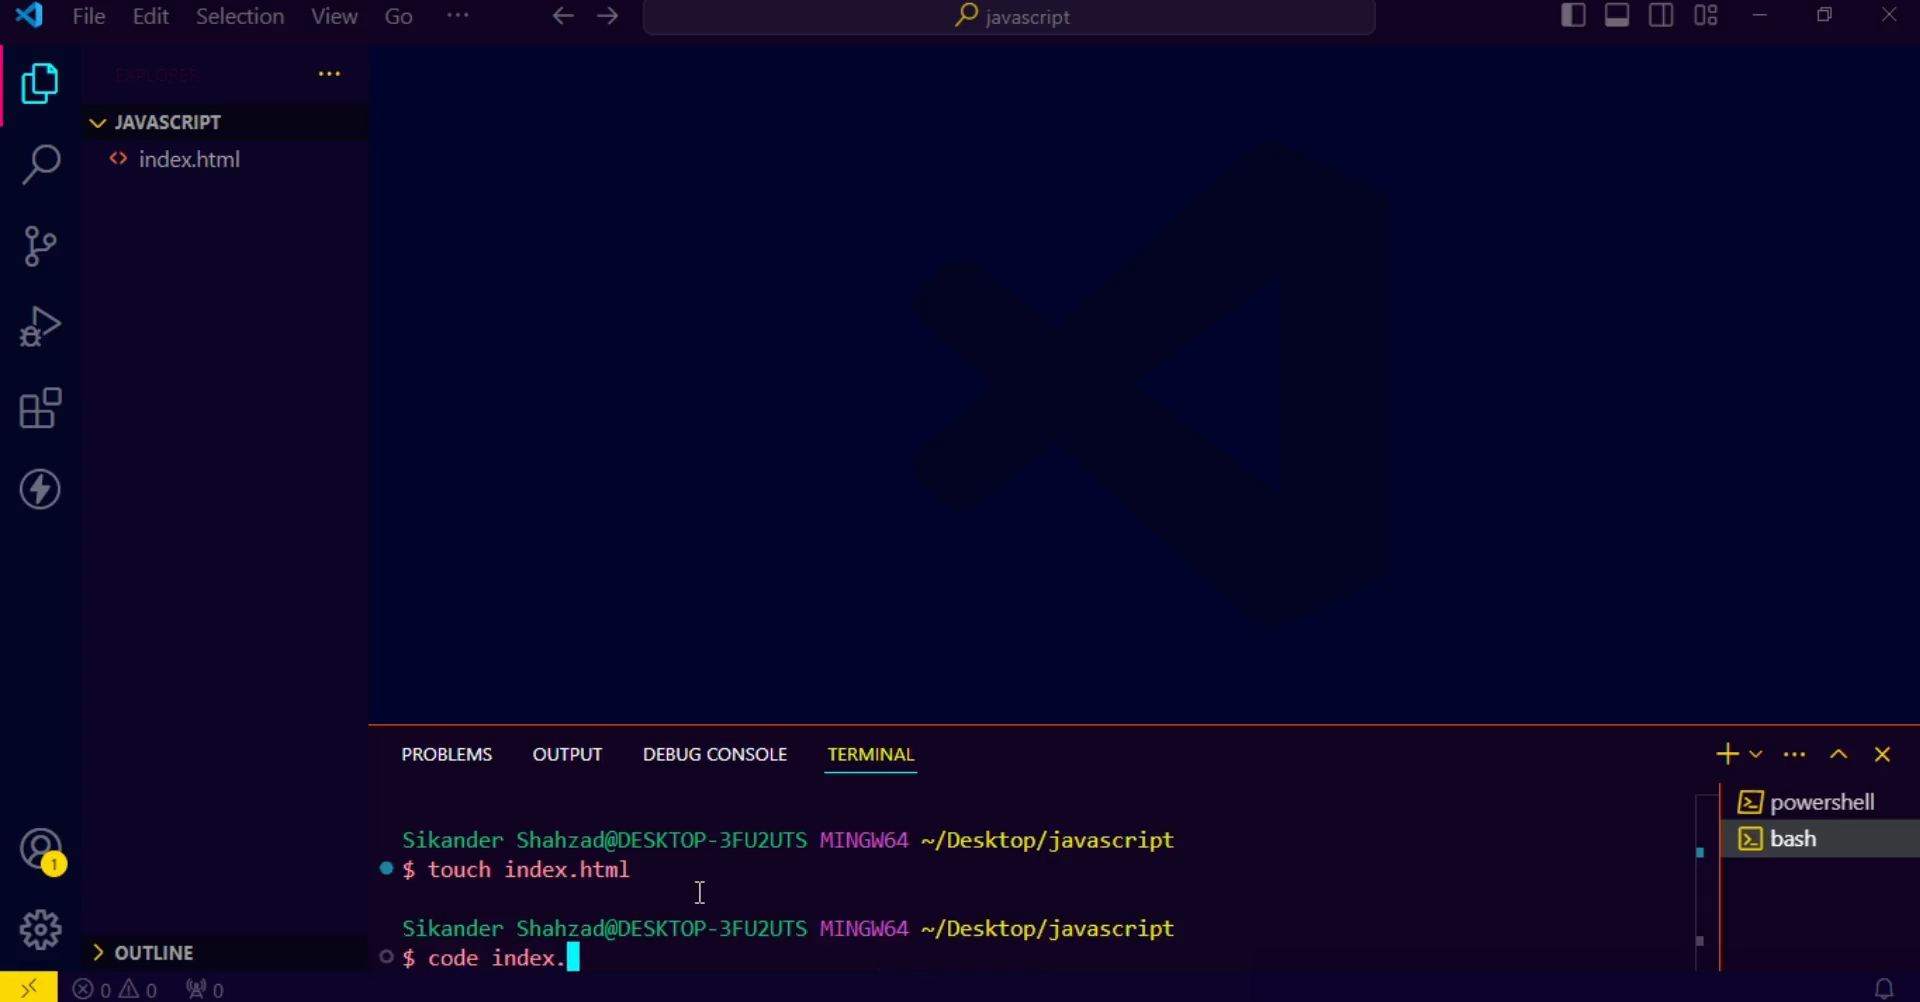 File Edit Selection View Go ...
javascript
EXPLORER
JAVASCRIPT
index.html
PROBLEMS OUTPUT DEBUG CONSOLE TERMINAL
powershell
bash
Sikander Shahzad@DESKTOP-3FU2UTS MINGW64 ~/Desktop/javascript
$ touch index.html
Sikander Shahzad@DESKTOP-3FU2UTS MINGW64 ~/Desktop/javascript
$ code index.
1
OUTLINE
0 0 0